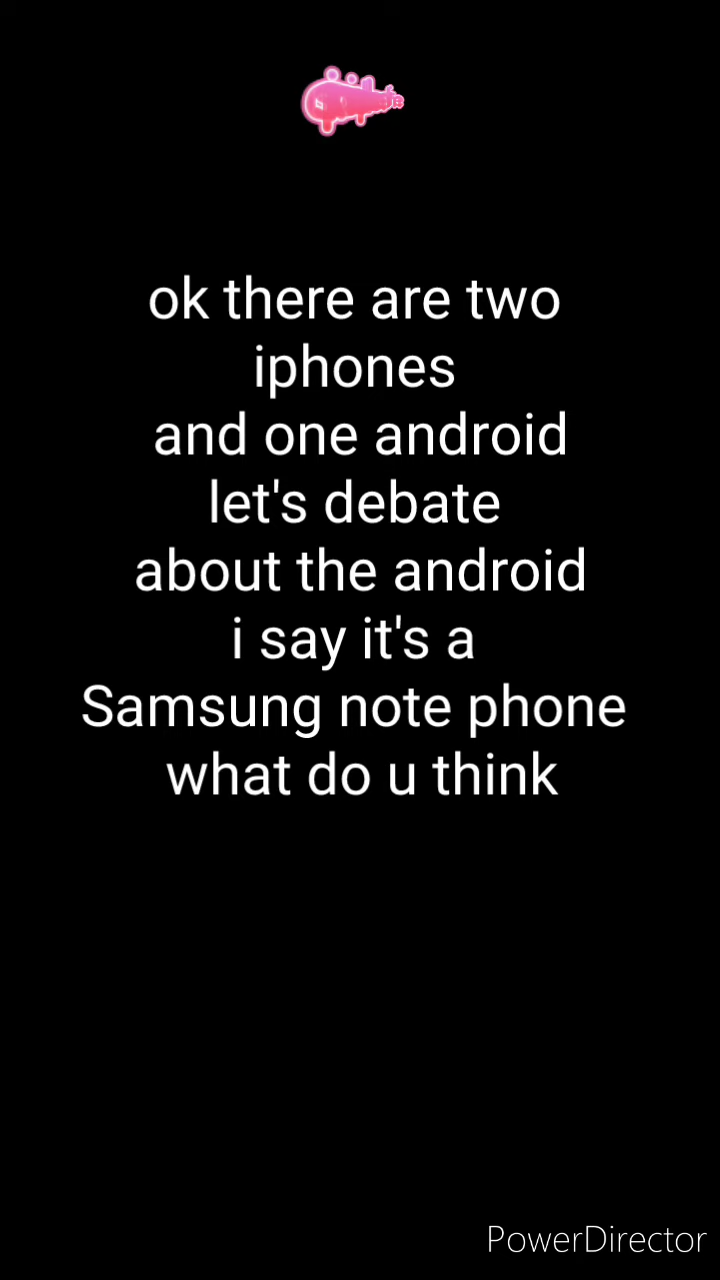 ok there are two
iphones
and one android
let's debate
about the android
i say it's a
Samsung note phone
what do u think
PowerDirector